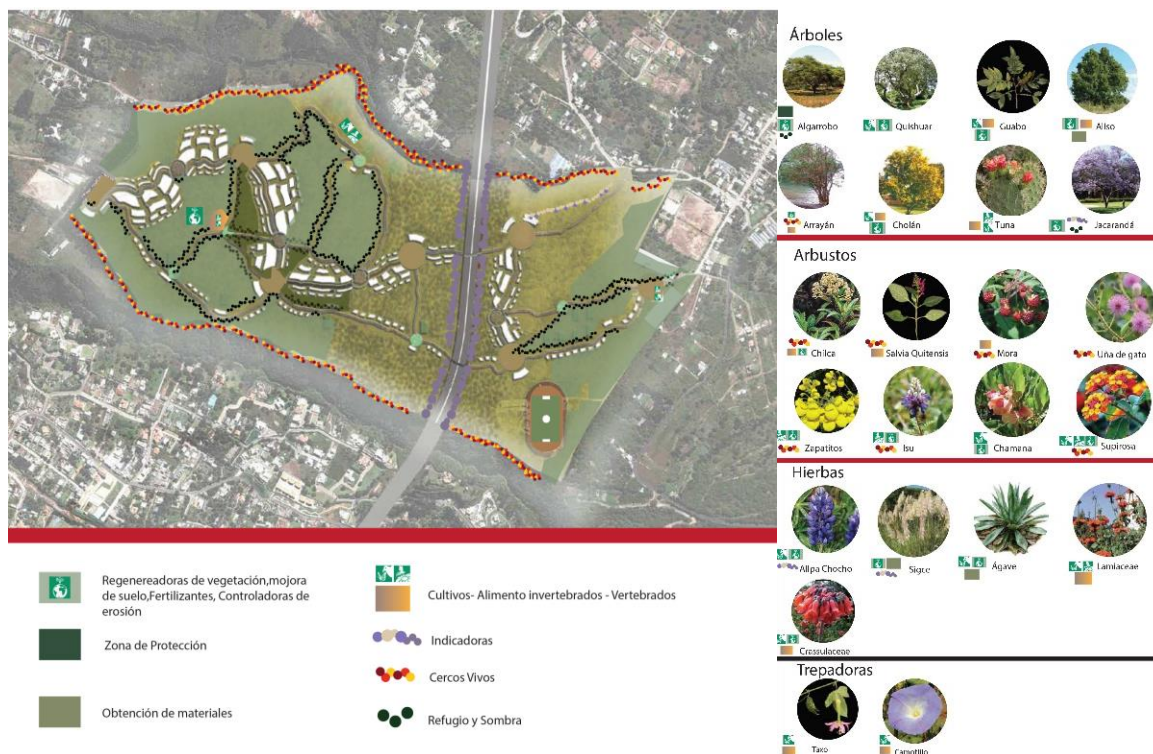 Árboles
Algarrobo
Quishuar
Guabo
Aliso
Arrayán
Cholán
Tuna
Jacarandá
Arbustos
Chilca
Salvia Quitensis
Mora
Uña de gato
Zapatitos
Isu
Chamana
Supirosa
Hierbas
Allpa Chocho
Sigse
Ágave
Lamiaceae
Crassulaceae
Trepadoras
Taxo
Camotillo
Regenereadoras de vegetación,mojora
de suelo,Fertilizantes, Controladoras de
erosión
Zona de Protección
Obtención de materiales
Cultivos- Alimento invertebrados - Vertebrados
Indicadoras
Cercos Vivos
Refugio y Sombra